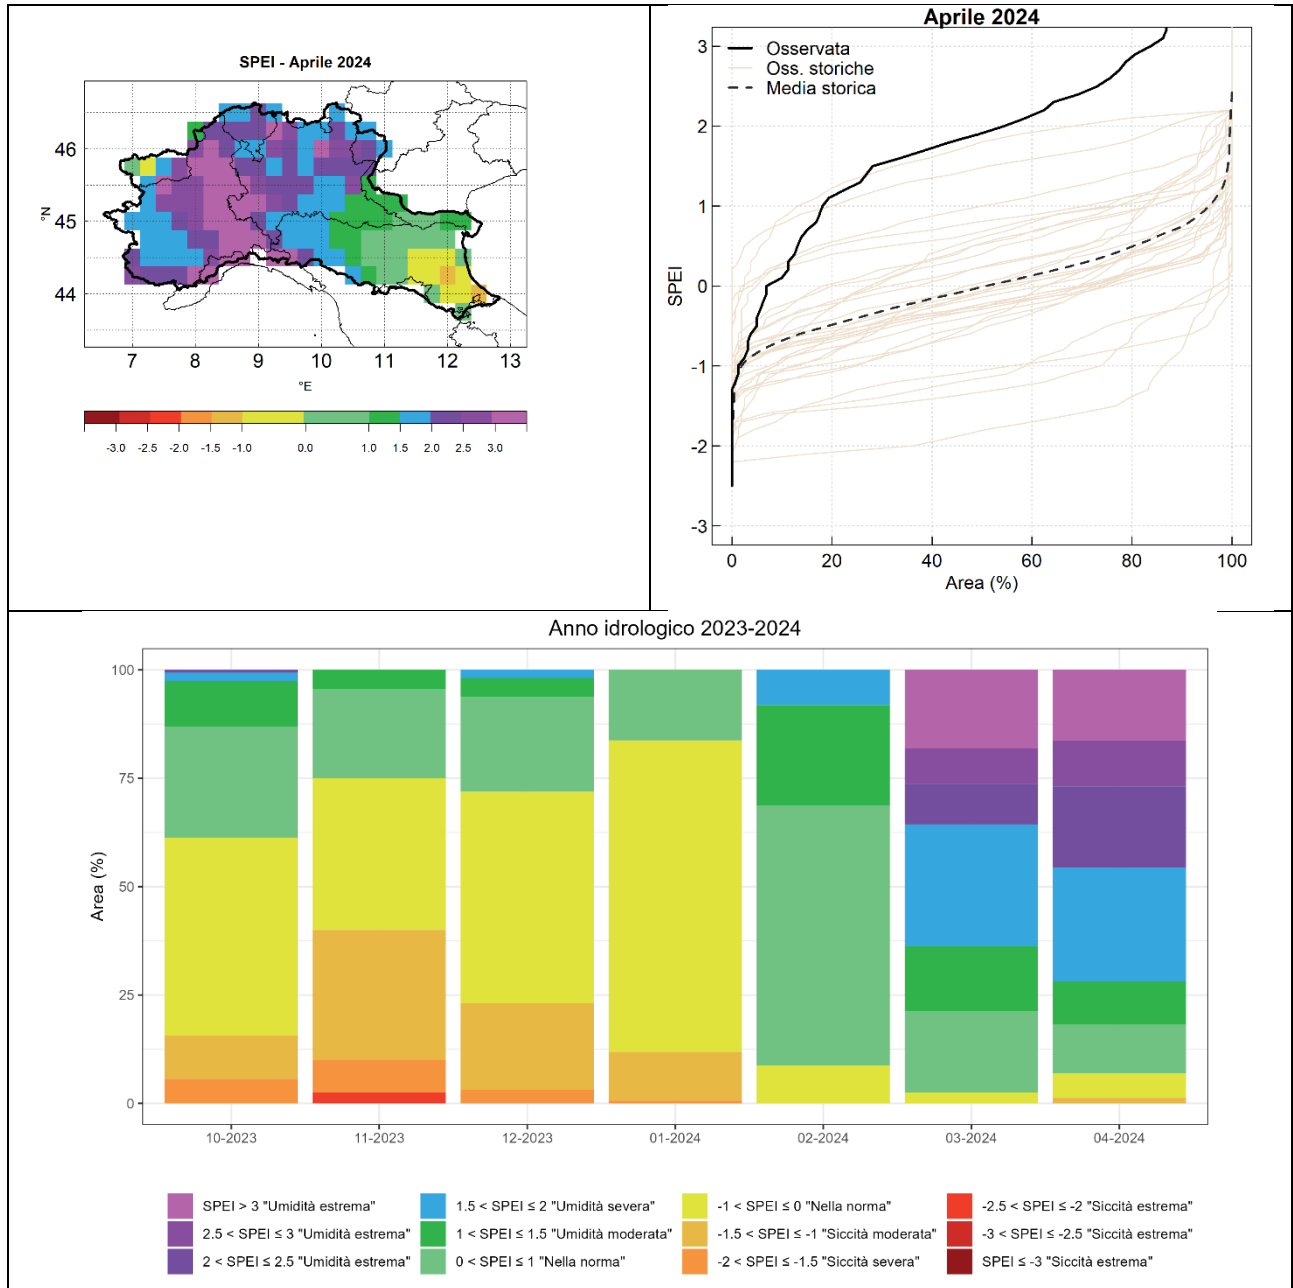 SPEI - Aprile 2024
46
45
44
°N
7 8 9 10 11 12 13
°E
-3.0 -2.5 -2.0 -1.5 -1.0 0.0 1.0 1.5 2.0 2.5 3.0
Aprile 2024
Osservata
Oss. storiche
Media storica
3
2
1
0
-1
-2
-3
SPEI
0 20 40 60 80 100
Area (%)
Anno idrologico 2023-2024
100
75
50
25
0
Area (%)
10-2023 11-2023 12-2023 01-2024 02-2024 03-2024 04-2024
SPEI > 3 "Umidità estrema" 1.5 < SPEI ≤ 2 "Umidità severa" -1 < SPEI ≤ 0 "Nella norma" -2.5 < SPEI ≤ -2 "Siccità estrema"
2.5 < SPEI ≤ 3 "Umidità estrema" 1 < SPEI ≤ 1.5 "Umidità moderata" -1.5 < SPEI ≤ -1 "Siccità moderata" -3 < SPEI ≤ -2.5 "Siccità estrema"
2 < SPEI ≤ 2.5 "Umidità estrema" 0 < SPEI ≤ 1 "Nella norma" -2 < SPEI ≤ -1.5 "Siccità severa" SPEI ≤ -3 "Siccità estrema"